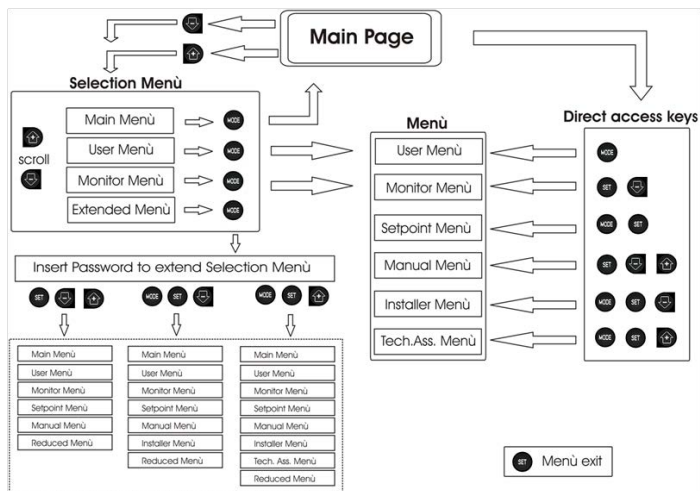 Main Page
Selection Menù
scroll
Main Menù MODE
User Menù MODE
Monitor Menù MODE
Extended Menù MODE
Insert Password to extend Selection Menù
SET - +
MODE SET -
MODE SET +
Main Menù
User Menù
Monitor Menù
Setpoint Menù
Manual Menù
Reduced Menù
Main Menù
User Menù
Monitor Menù
Setpoint Menù
Manual Menù
Installer Menù
Reduced Menù
Main Menù
User Menù
Monitor Menù
Setpoint Menù
Manual Menù
Installer Menù
Tech. Ass. Menù
Reduced Menù
Menù
User Menù
Monitor Menù
Setpoint Menù
Manual Menù
Installer Menù
Tech.Ass. Menù
Direct access keys
MODE
SET -
MODE SET
SET - +
MODE SET -
MODE SET +
SET Menù exit